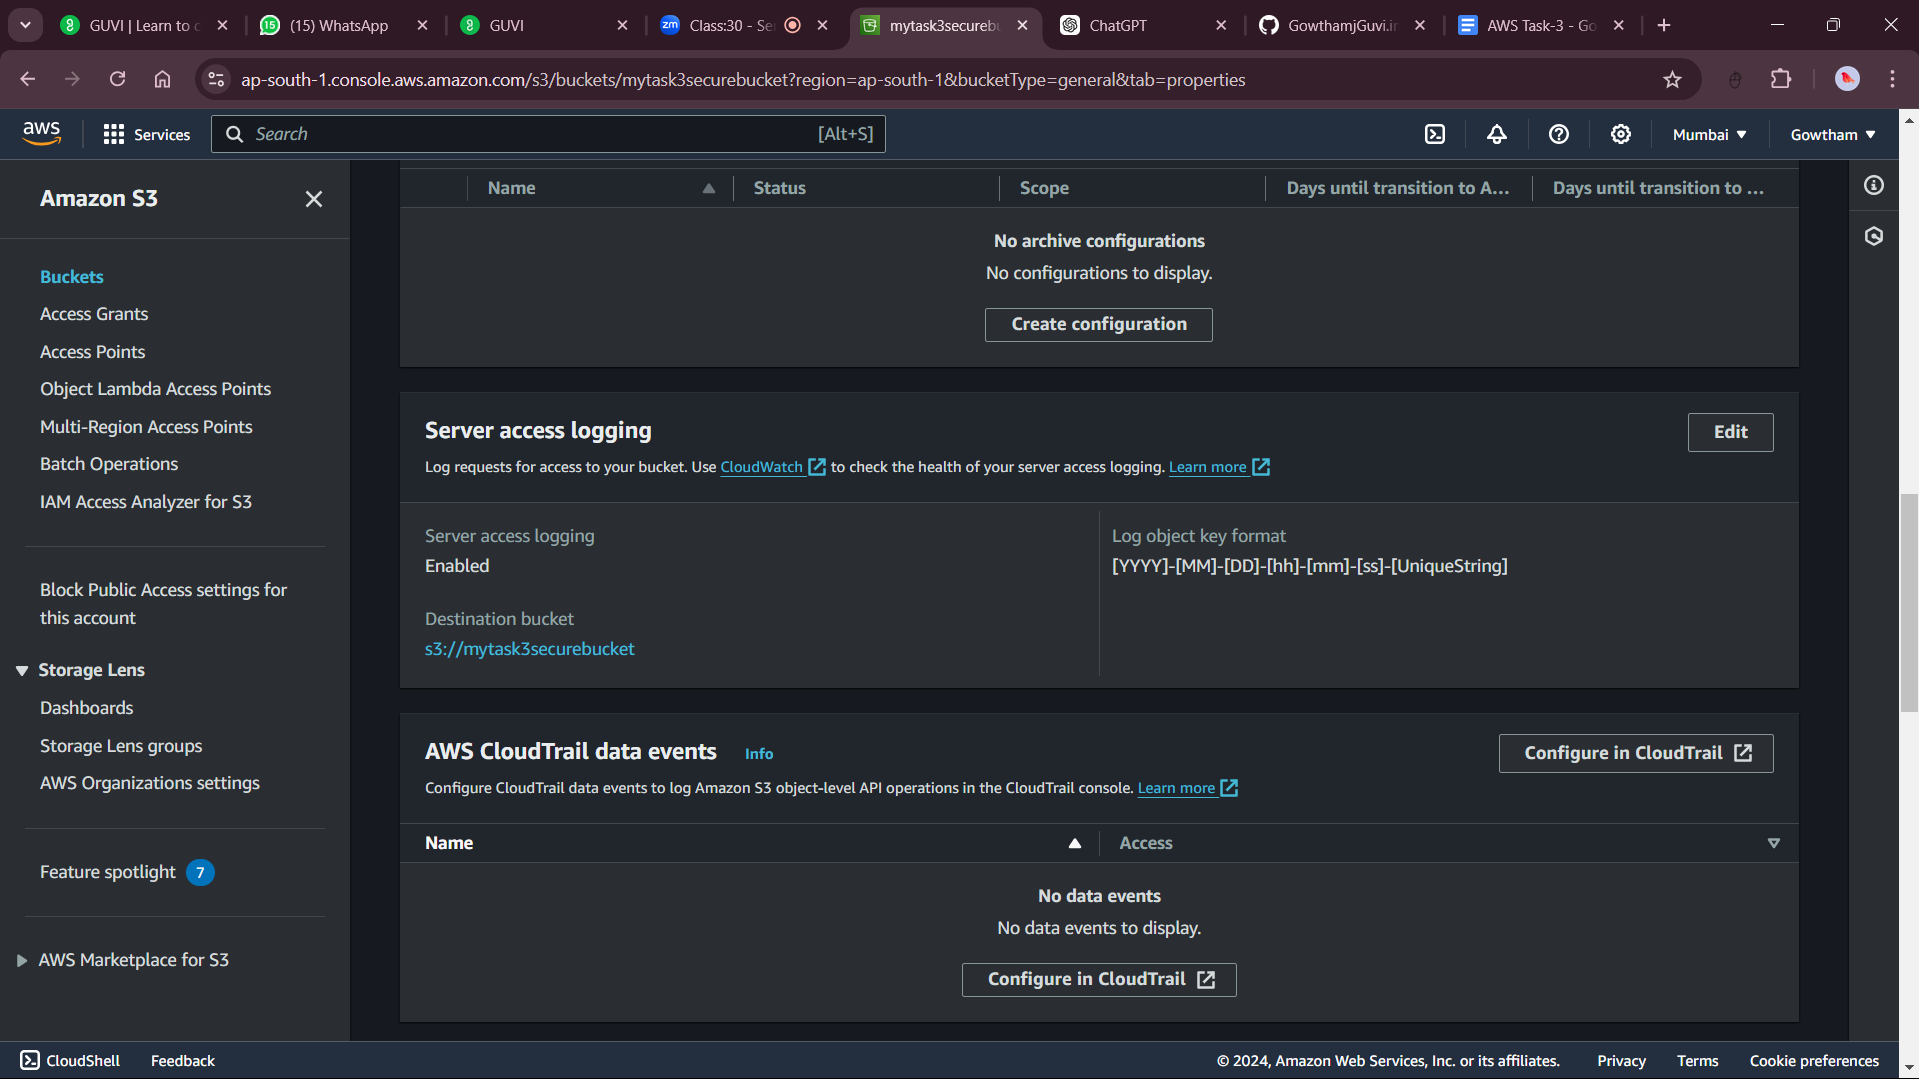 GUVI | Learn to c
(15) WhatsApp
GUVI
zm Class:30 - Se
mytask3securebu
ChatGPT
GowthamjGuvi.ir
AWS Task-3 - Go
ap-south-1.console.aws.amazon.com/s3/buckets/mytask3securebucket?region=ap-south-1&bucketType=general&tab=properties
aws
Services
Search [Alt+S]
Mumbai
Gowtham
Amazon S3
Buckets
Access Grants
Access Points
Object Lambda Access Points
Multi-Region Access Points
Batch Operations
IAM Access Analyzer for S3
Block Public Access settings for
this account
Storage Lens
Dashboards
Storage Lens groups
AWS Organizations settings
Feature spotlight 7
AWS Marketplace for S3
Name Status Scope Days until transition to A... Days until transition to ...
No archive configurations
No configurations to display.
Create configuration
Server access logging
Edit
Log requests for access to your bucket. Use CloudWatch to check the health of your server access logging. Learn more
Server access logging
Enabled
Destination bucket
s3://mytask3securebucket
Log object key format
[YYYY]-[MM]-[DD]-[hh]-[mm]-[ss]-[UniqueString]
AWS CloudTrail data events Info
Configure in CloudTrail
Configure CloudTrail data events to log Amazon S3 object-level API operations in the CloudTrail console. Learn more
Name Access
No data events
No data events to display.
Configure in CloudTrail
CloudShell Feedback
© 2024, Amazon Web Services, Inc. or its affiliates. Privacy Terms Cookie preferences